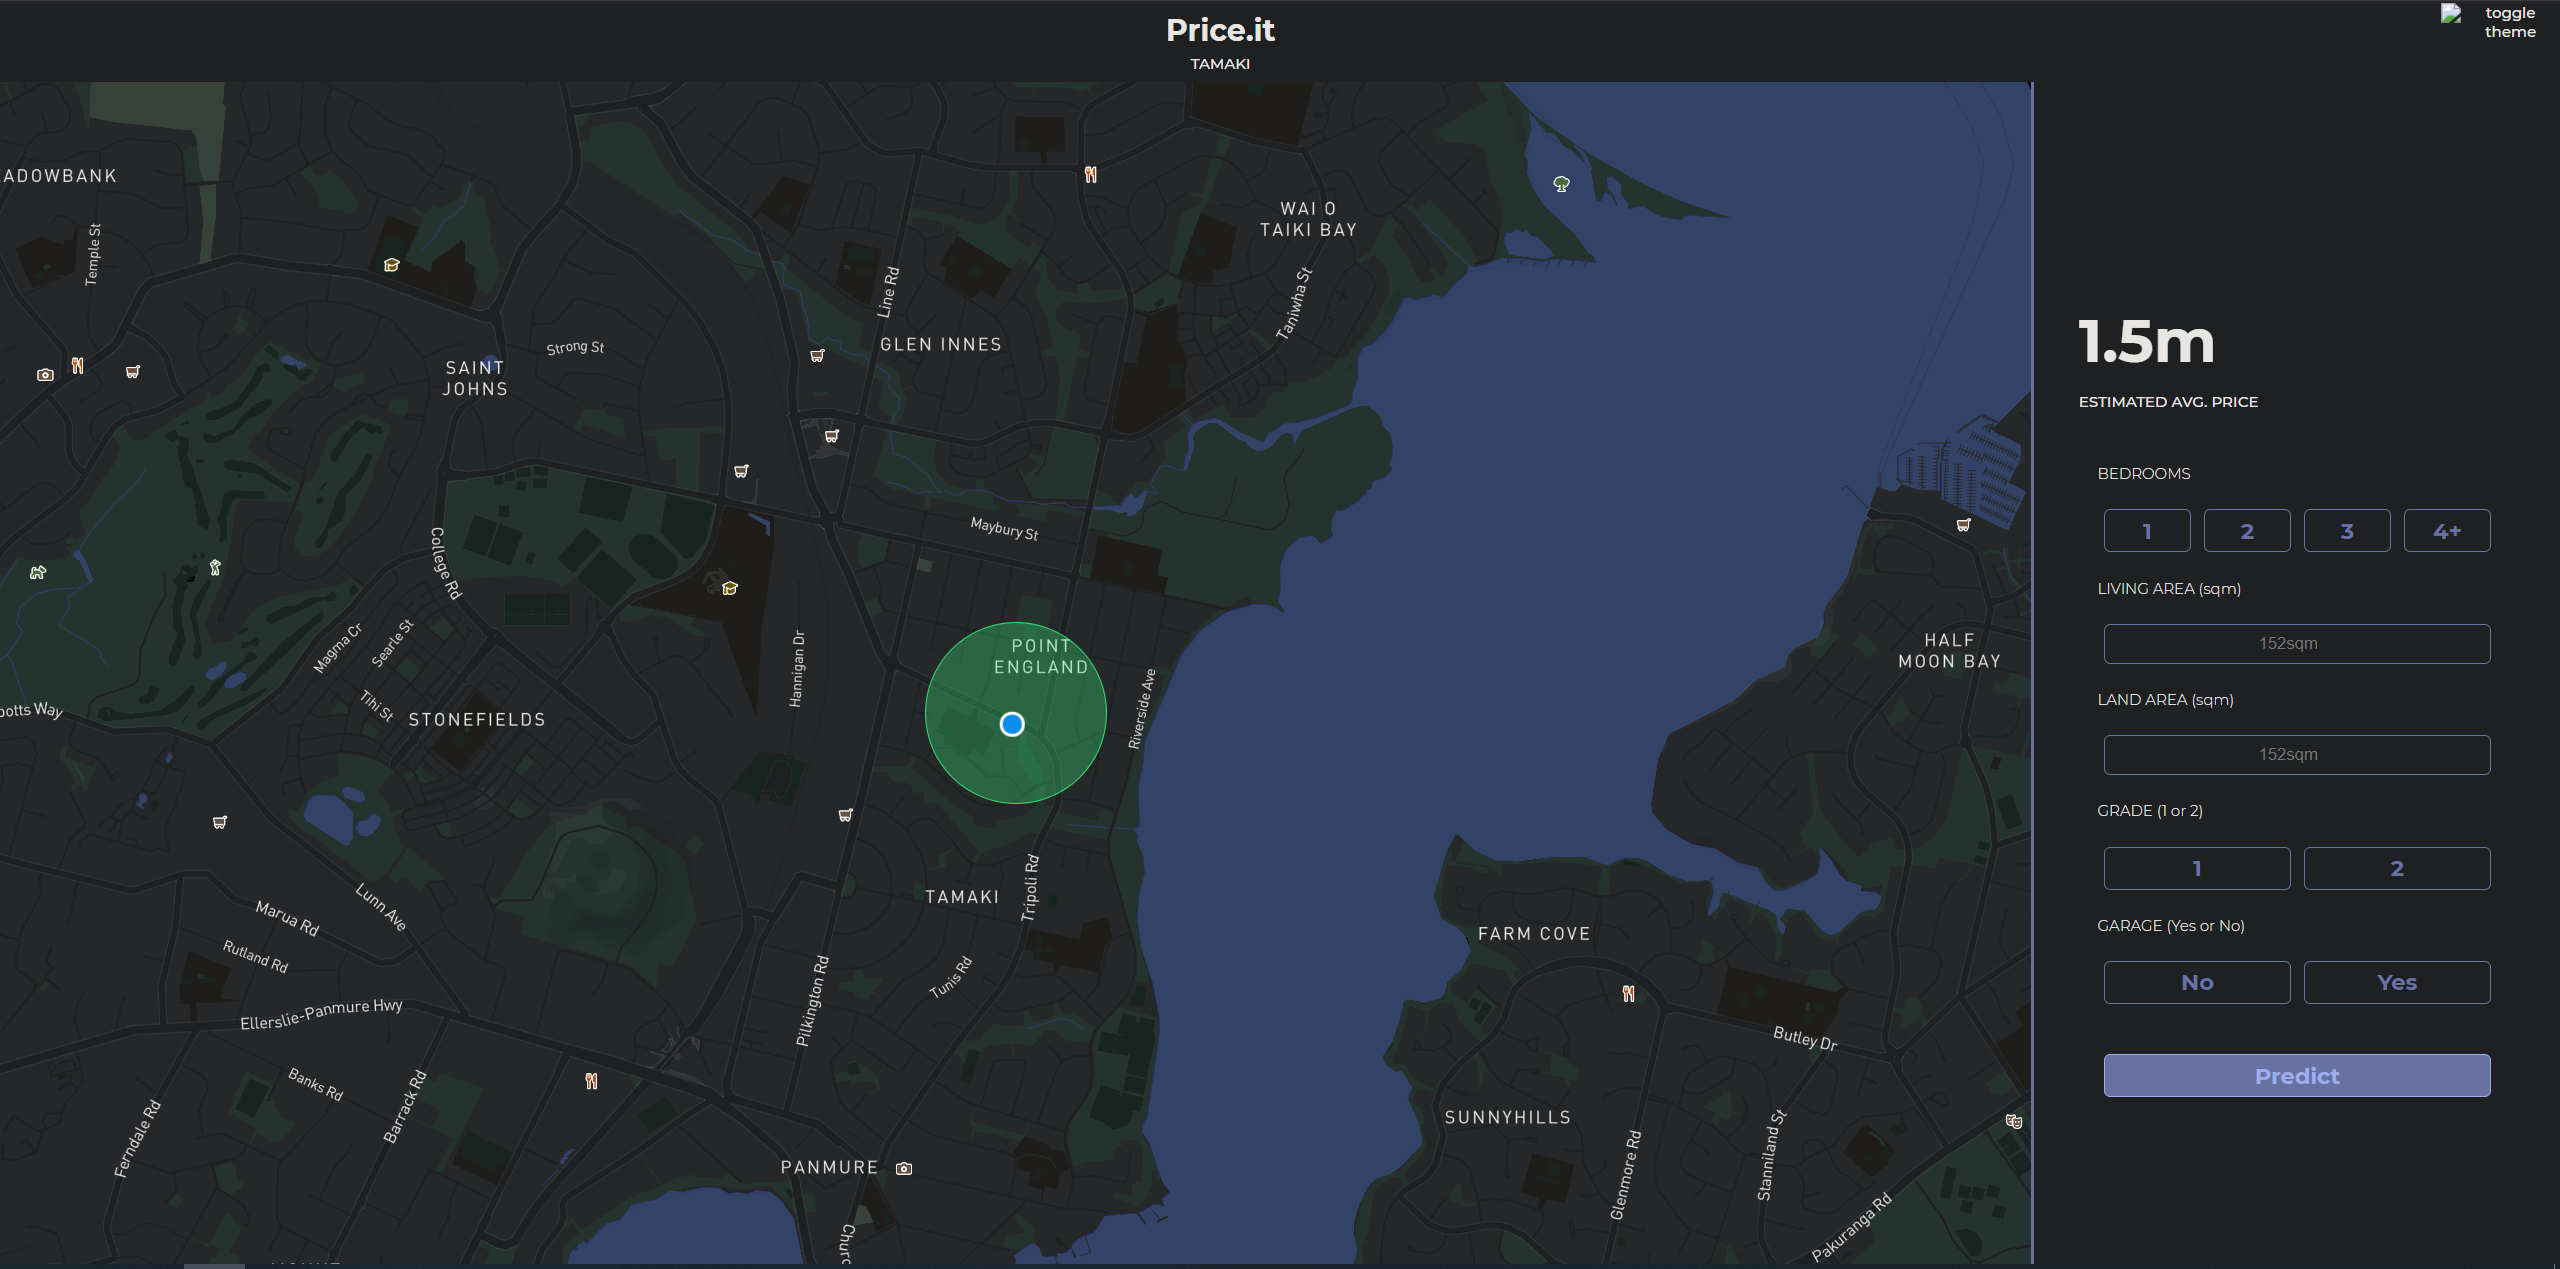 Price.it
TAMAKI
toggle
theme
ADOWBANK
Temple St
WAI O
TAIKI BAY
Line Rd
Taniwha St
GLEN INNES
Strong St
SAINT
JOHNS
Maybury St
College Rd
Magma Cr
Searle St
Tihi St
Hannigan Dr
POINT
ENGLAND
Riverside Ave
HALF
MOON BAY
botts Way
STONEFIELDS
Lunn Ave
Marua Rd
Rutland Rd
TAMAKI
Tripoli Rd
FARM COVE
Tunis Rd
Pilkington Rd
Ellerslie-Panmure Hwy
Banks Rd
Barrack Rd
Ferndale Rd
Butley Dr
SUNNYHILLS
Glenmore Rd
Stanniland St
Pakuranga Rd
PANMURE
Churc
1.5m
ESTIMATED AVG. PRICE
BEDROOMS
1 2 3 4+
LIVING AREA (sqm)
152sqm
LAND AREA (sqm)
152sqm
GRADE (1 or 2)
1 2
GARAGE (Yes or No)
No Yes
Predict